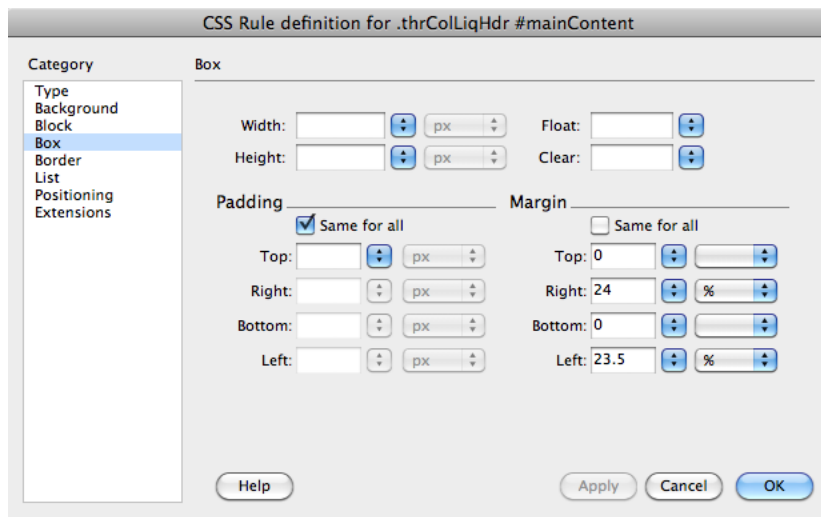 CSS Rule definition for .thrColLiqHdr #mainContent
Category
Box
Type
Background
Block
Box
Border
List
Positioning
Extensions
Width: px Float:
Height: px Clear:
Padding Margin
Same for all Same for all
Top: px Top: 0
Right: px Right: 24 %
Bottom: px Bottom: 0
Left: px Left: 23.5 %
Help Apply Cancel OK